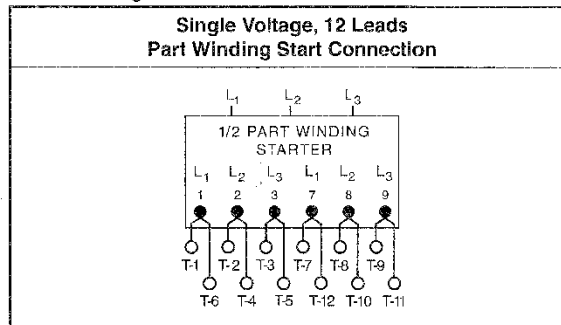 Single Voltage, 12 Leads
Part Winding Start Connection
L1 L2 L3
1/2 PART WINDING
STARTER
L1 L2 L3 L1 L2 L3
1 2 3 7 8 9
T-1 T-2 T-3 T-7 T-8 T-9
T-6 T-4 T-5 T-12 T-10 T-11